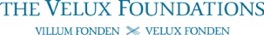 THE VELUX FOUNDATIONS
VILLUM FONDEN VELUX FONDEN